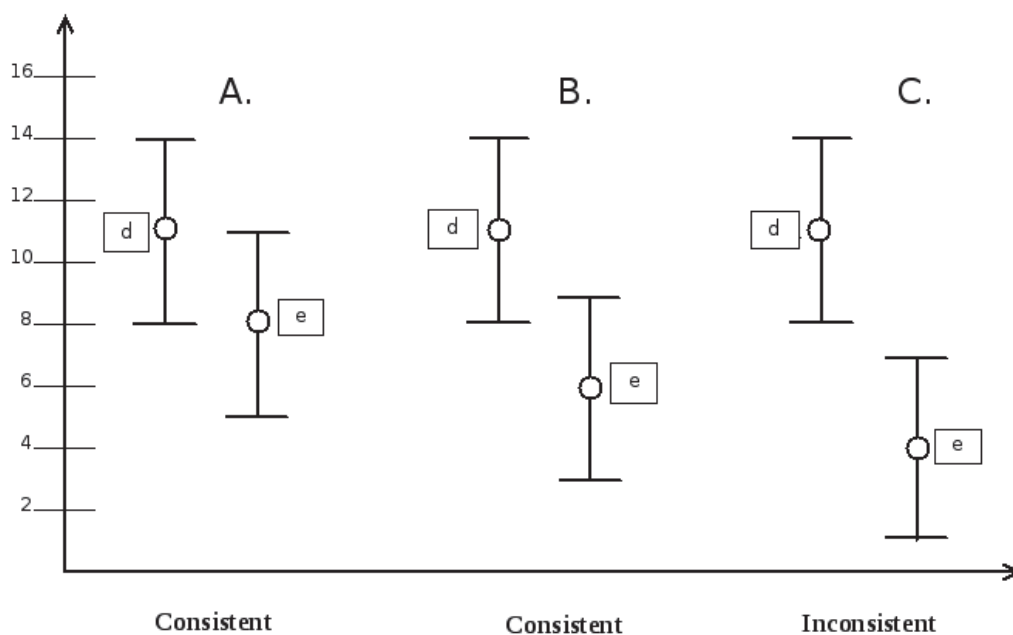 A.
B.
C.
16
14
12
10
8
6
4
2
d
e
d
e
d
e
Consistent
Consistent
Inconsistent